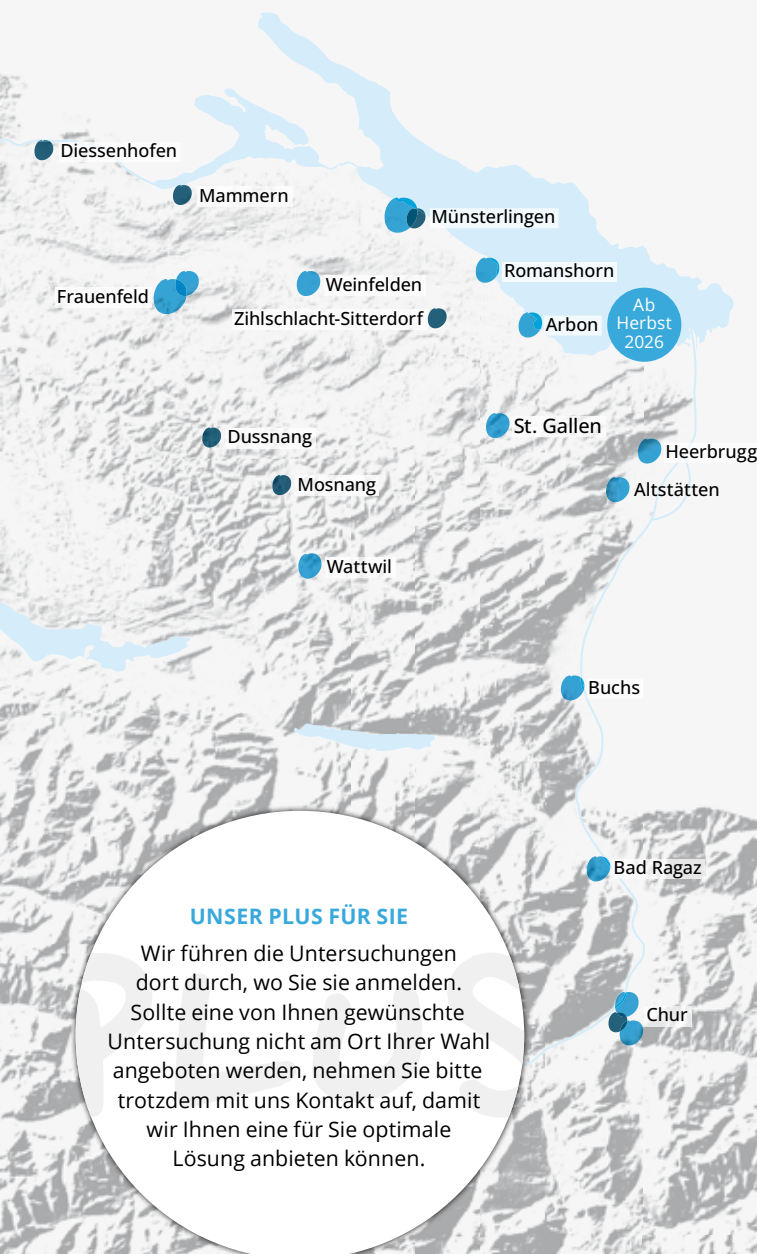 Diessenhofen
Mammern
Münsterlingen
Romanshorn
Weinfelden
Frauenfeld
Zihlschlacht-Sitterdorf
Arbon
Ab
Herbst
2026
St. Gallen
Dussnang
Heerbrugg
Mosnang
Altstätten
Wattwil
Buchs
Bad Ragaz
Chur
PLUS
UNSER PLUS FÜR SIE
Wir führen die Untersuchungen
dort durch, wo Sie sie anmelden.
Sollte eine von Ihnen gewünschte
Untersuchung nicht am Ort Ihrer Wahl
angeboten werden, nehmen Sie bitte
trotzdem mit uns Kontakt auf, damit
wir Ihnen eine für Sie optimale
Lösung anbieten können.